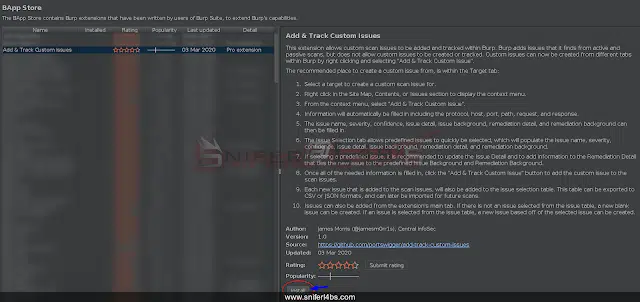 BApp Store
The BApp Store contains Burp extensions that have been written by users of Burp Suite, to extend Burp's capabilities.
Name Installed Rating Popularity Last updated Detail
Add & Track Custom Issues 03 Mar 2020 Pro extension
Add & Track Custom Issues
This extension allows custom scan issues to be added and tracked within Burp. Burp adds issues that it finds from active and
passive scans, but does not allow custom issues to be created or tracked. Custom issues can now be created from different tabs
within Burp by right clicking and selecting "Add & Track Custom Issue".
The recommended place to create a custom issue from, is within the Target tab.
1. Select a target to create a custom scan issue for.
2. Right click in the Site Map, Contents, or Issues section to display the context menu.
3. From the context menu, select "Add & Track Custom Issue".
4. Information will automatically be filled in including the protocol, host, port, path, request, and response.
5. The issue name, severity, confidence, issue detail, issue background, remediation detail, and remediation background can
then be filled in.
6. The Issue Selection tab allows predefined issues to quickly be selected, which will populate the issue name, severity,
confidence, issue detail, issue background, remediation detail, and remediation background.
7. If selecting a predefined issue, it is recommended to update the Issue Detail and to add information to the Remediation Detail
that ties the new issue to the predefined Issue Background and Remediation Background.
8. Once all of the needed information is filled in, click the "Add & Track Custom Issue" button to add the custom issue to the
scan issues.
9. Each new issue that is added to the scan issues, will also be added to the issue selection table. This table can be exported to
CSV or JSON formats, and can later be imported for future scans.
10. Issues can also be added from the extension's main tab. If there is not an issue selected from the issue table, a new blank
issue can be created. If an issue is selected from the issue table, a new issue based off of the selected issue can be created.
Author: James Morris (@jamesm0rr1s), Central InfoSec
Version: 1.0
Source: https://github.com/portswigger/add-track-custom-issues
Updated: 03 Mar 2020
Rating: Submit rating
Popularity:
Install
www.sniferl4bs.com